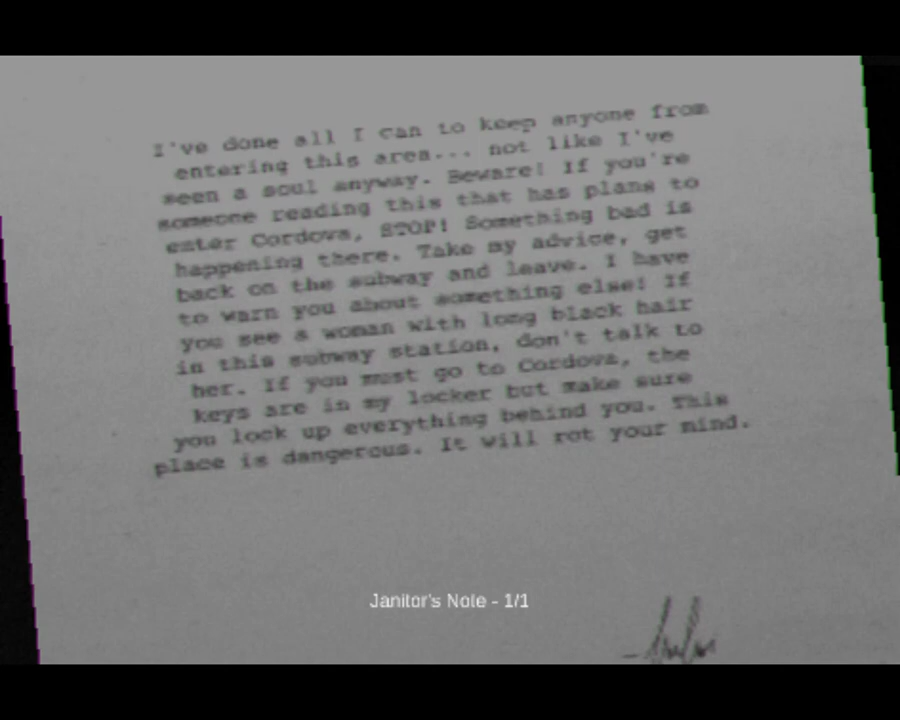 I've done all I can to keep anyone from
entering this area... not like I've
seen a soul anyway. Beware! If you're
someone reading this that has plans to
enter Cordova, STOP! Something bad is
happening there. Take my advice, get
back on the subway and leave. I have
to warn you about something else! If
you see a woman with long black hair
in this subway station, don't talk to
her. If you must go to Cordova, the
keys are in my locker but make sure
you lock up everything behind you. This
place is dangerous. It will rot your mind.
Janitor's Note - 1/1